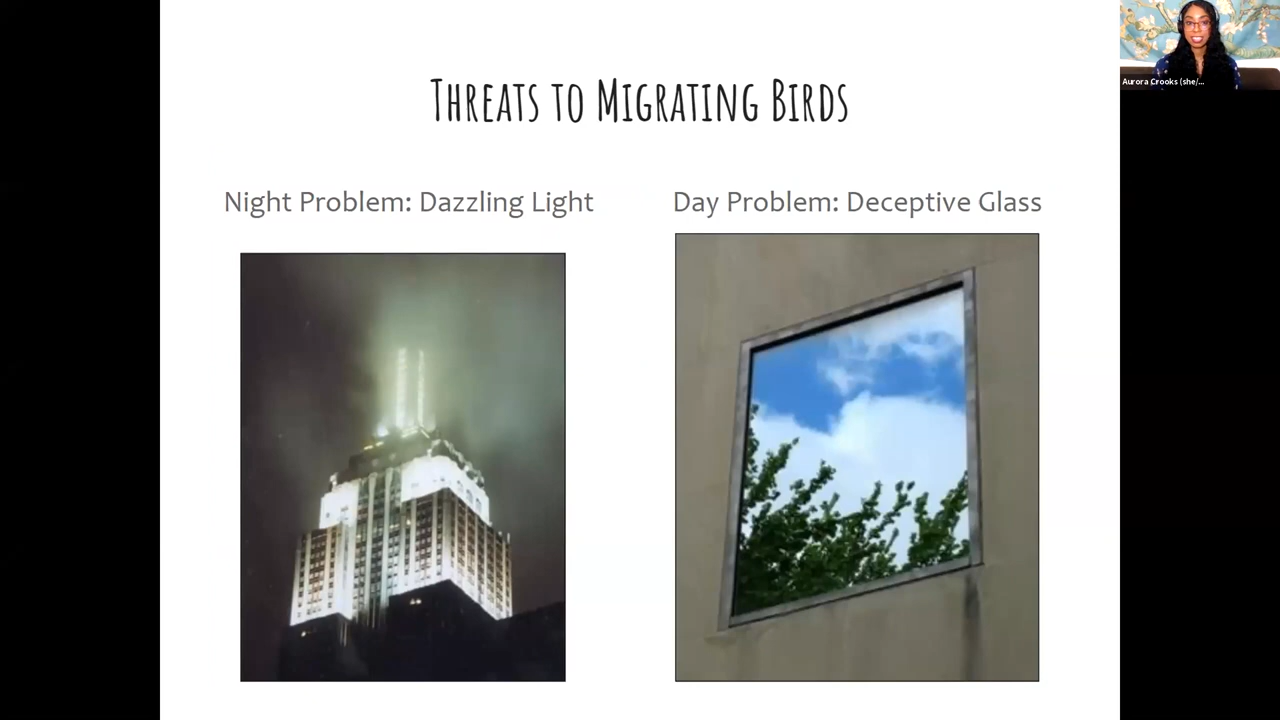 Threats to Migrating Birds
Night Problem: Dazzling Light
Day Problem: Deceptive Glass
Aurora Crooks (she/...